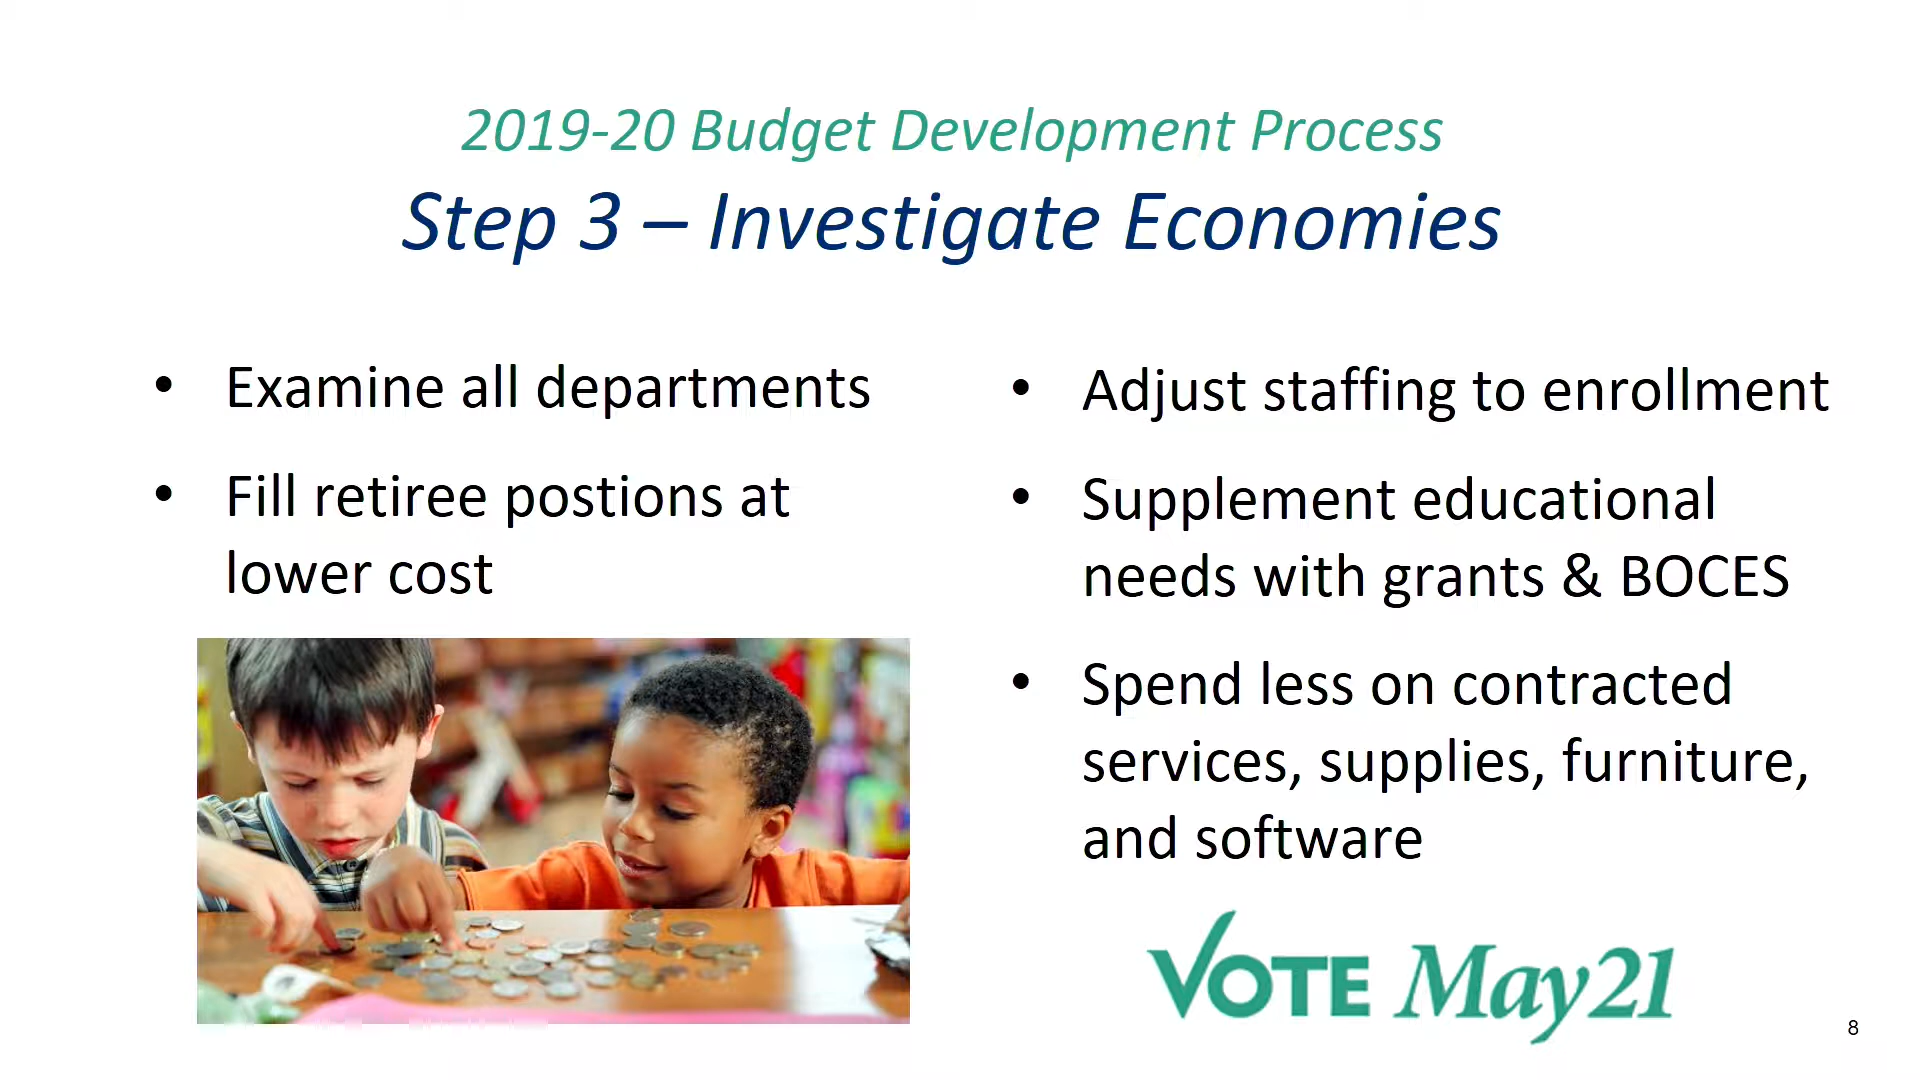 2019-20 Budget Development Process
Step 3 – Investigate Economies
• Examine all departments
• Fill retiree postions at
lower cost
• Adjust staffing to enrollment
• Supplement educational
needs with grants & BOCES
• Spend less on contracted
services, supplies, furniture,
and software
VOTE May 21
8